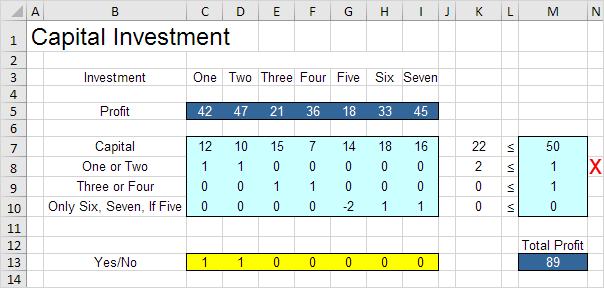 A B C D E F G H I J K L M N
1 Capital Investment
2
3 Investment One Two Three Four Five Six Seven
4
5 Profit 42 47 21 36 18 33 45
6
7 Capital 12 10 15 7 14 18 16 22 ≤ 50
8 One or Two 1 1 0 0 0 0 0 2 ≤ 1 X
9 Three or Four 0 0 1 1 0 0 0 0 ≤ 1
10 Only Six, Seven, If Five 0 0 0 0 -2 1 1 0 ≤ 0
11
12 Total Profit
13 Yes/No 1 1 0 0 0 0 0 89
14